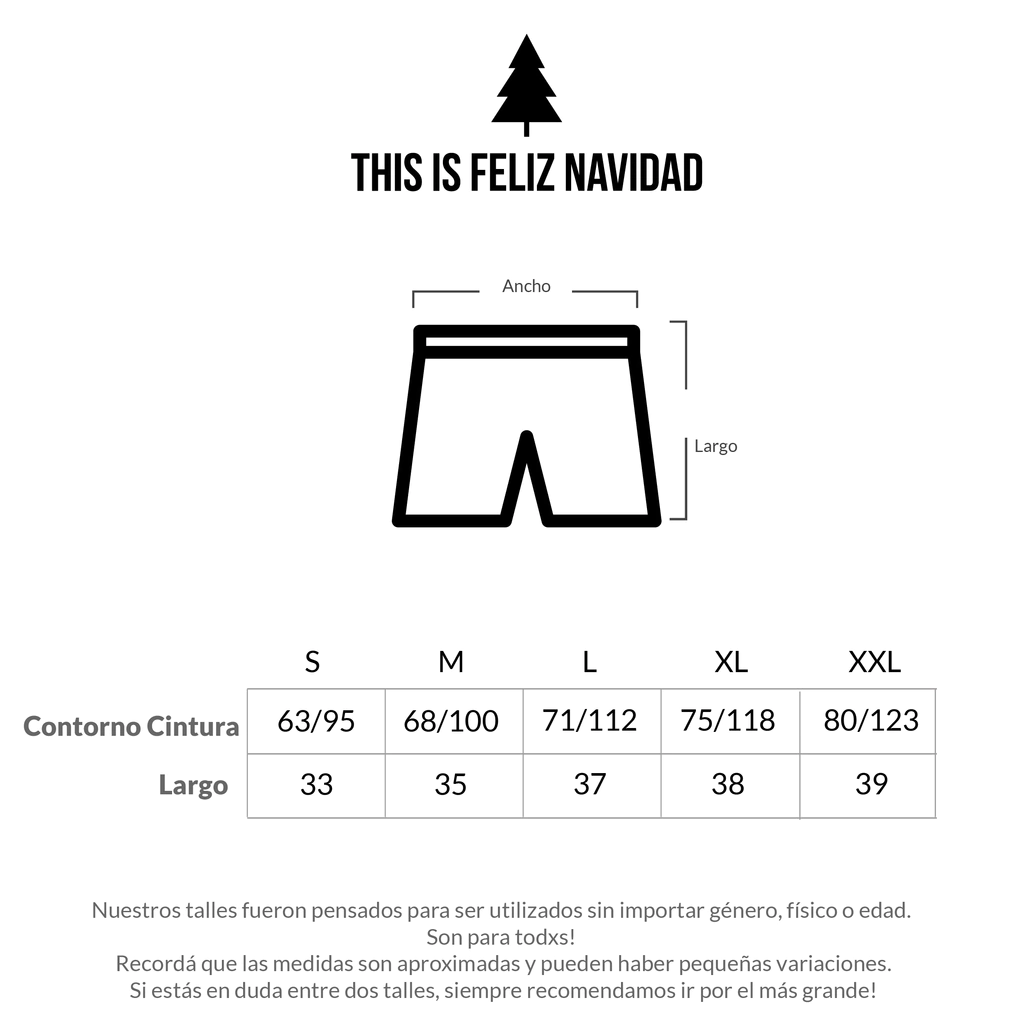 THIS IS FELIZ NAVIDAD
Ancho
Largo
S M L XL XXL
Contorno Cintura 63/95 68/100 71/112 75/118 80/123
Largo 33 35 37 38 39
Nuestros talles fueron pensados para ser utilizados sin importar género, físico o edad.
Son para todxs!
Recordá que las medidas son aproximadas y pueden haber pequeñas variaciones.
Si estás en duda entre dos talles, siempre recomendamos ir por el más grande!